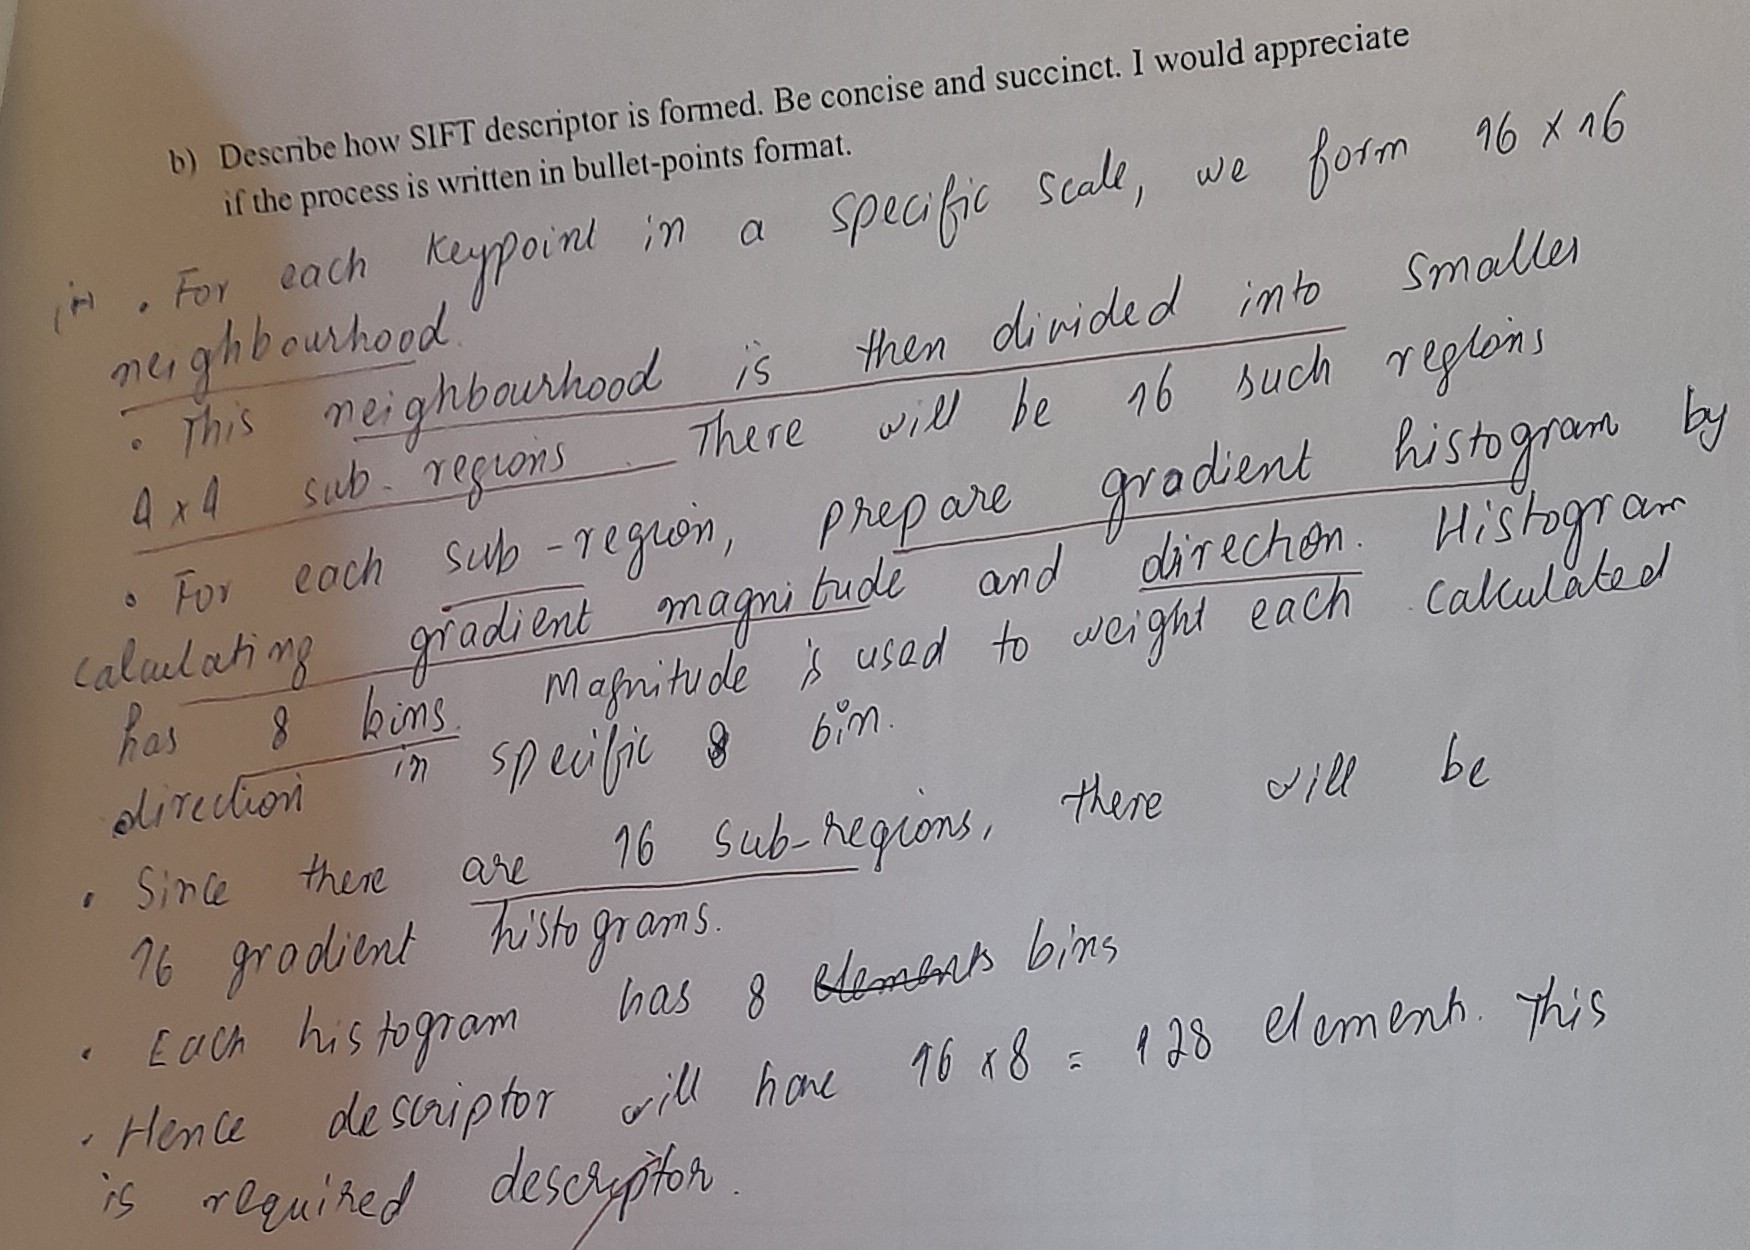 b) Describe how SIFT descriptor is formed. Be concise and succinct. I would appreciate
if the process is written in bullet-points format.
• For each keypoint in a specific scale, we form 16 x 16
neighbourhood.
• This neighbourhood is then divided into smaller
4x4 sub-regions. There will be 16 such regions
• For each sub-region, prepare gradient histogram by
calculating gradient magnitude and direction. Histogram
has 8 bins. Magnitude is used to weight each calculated
direction in specific bin.
• Since there are 16 sub-regions, there will be
16 gradient histograms.
• Each histogram has 8 elements bins
• Hence descriptor will have 16 x 8 = 128 elements. This
is required descriptor.